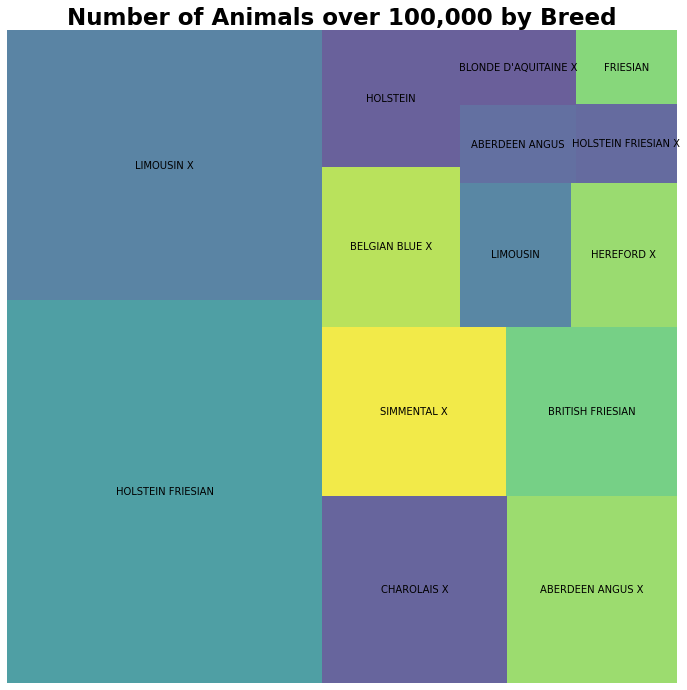 Number of Animals over 100,000 by Breed
LIMOUSIN X
HOLSTEIN FRIESIAN
HOLSTEIN
BELGIAN BLUE X
BLONDE D'AQUITAINE X
FRIESIAN
ABERDEEN ANGUS
HOLSTEIN FRIESIAN X
LIMOUSIN
HEREFORD X
SIMMENTAL X
BRITISH FRIESIAN
CHAROLAIS X
ABERDEEN ANGUS X